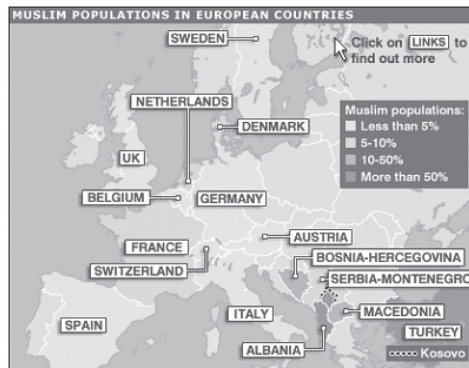 MUSLIM POPULATIONS IN EUROPEAN COUNTRIES
SWEDEN
Click on LINKS to
find out more
NETHERLANDS
DENMARK
Muslim populations:
Less than 5%
5-10%
10-50%
More than 50%
UK
BELGIUM
GERMANY
AUSTRIA
FRANCE
BOSNIA-HERCEGOVINA
SWITZERLAND
SERBIA-MONTENEGRO
ITALY
MACEDONIA
SPAIN
TURKEY
ALBANIA
Kosovo